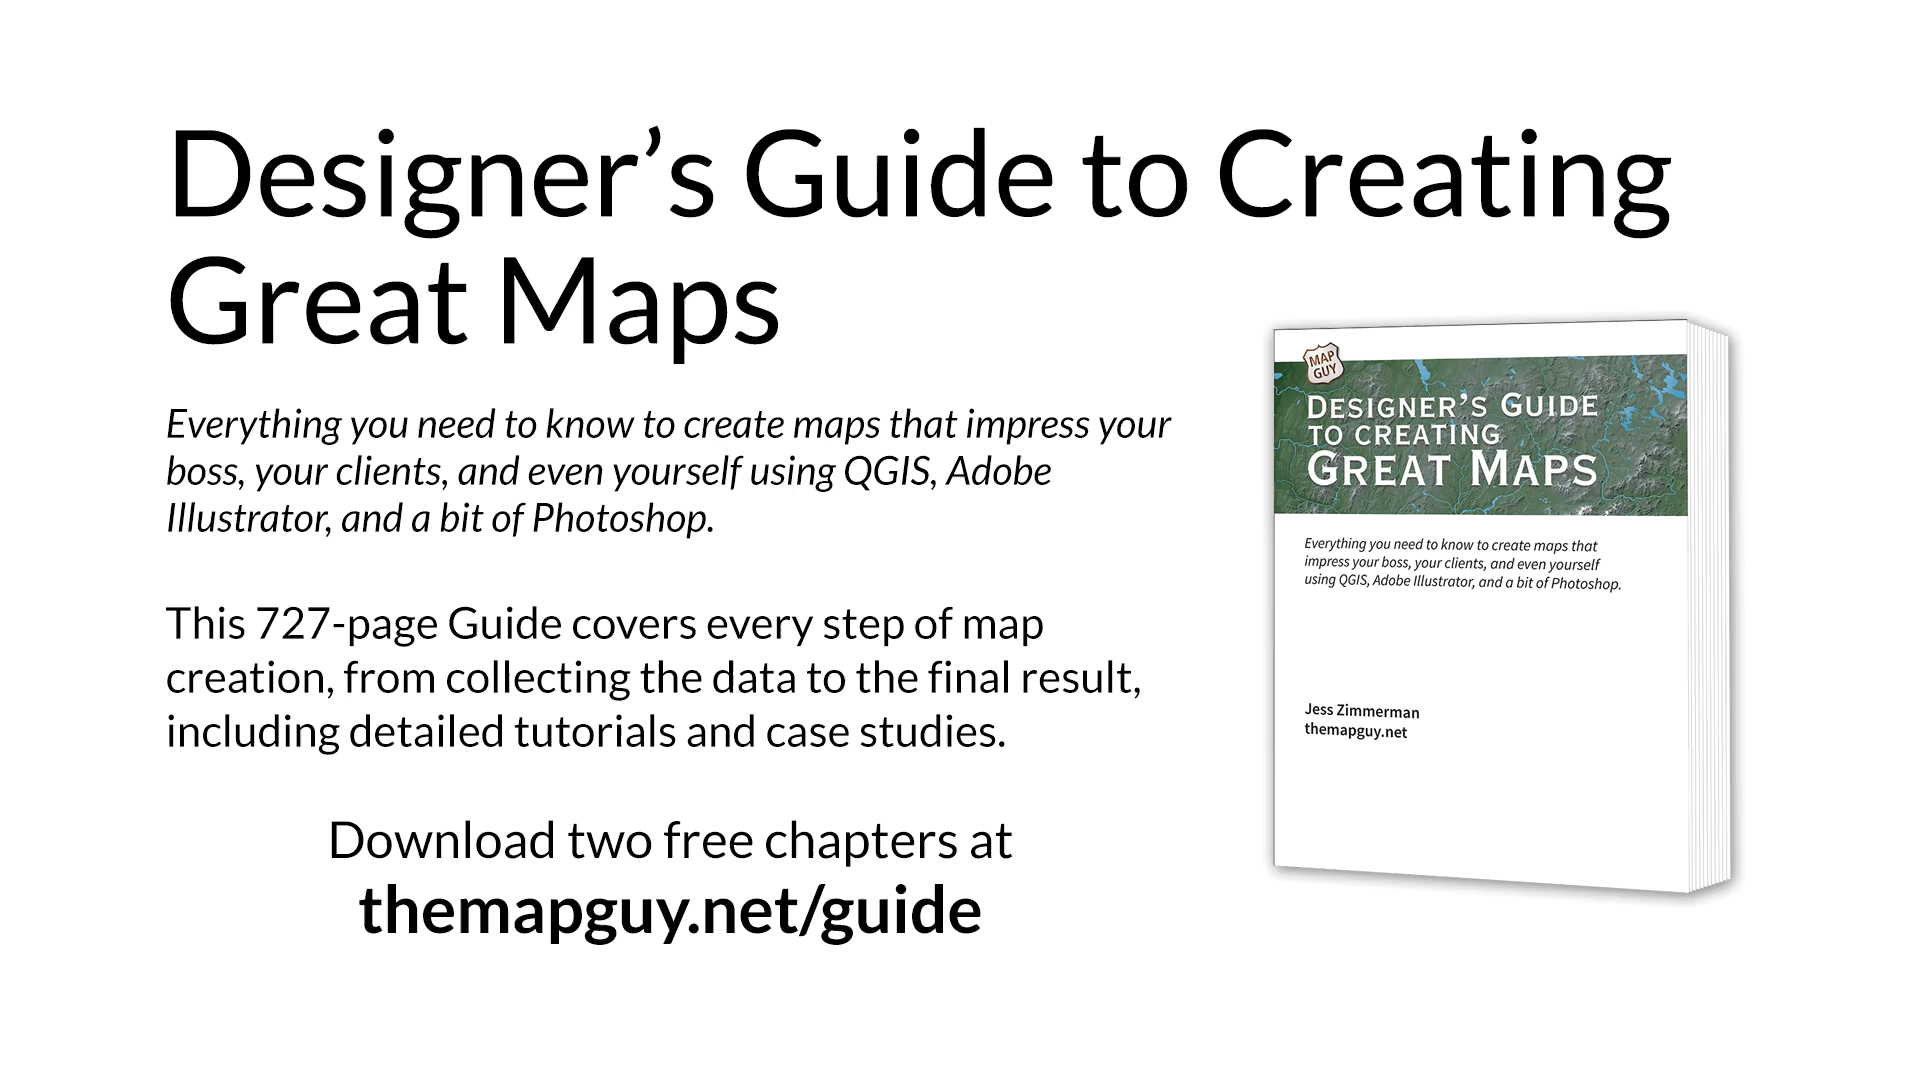 Designer’s Guide to Creating
Great Maps
Everything you need to know to create maps that impress your
boss, your clients, and even yourself using QGIS, Adobe
Illustrator, and a bit of Photoshop.
This 727-page Guide covers every step of map
creation, from collecting the data to the final result,
including detailed tutorials and case studies.
Download two free chapters at
themapguy.net/guide
MAP
GUY
DESIGNER’S GUIDE
TO CREATING
GREAT MAPS
Everything you need to know to create maps that
impress your boss, your clients, and even yourself
using QGIS, Adobe Illustrator, and a bit of Photoshop.
Jess Zimmerman
themapguy.net